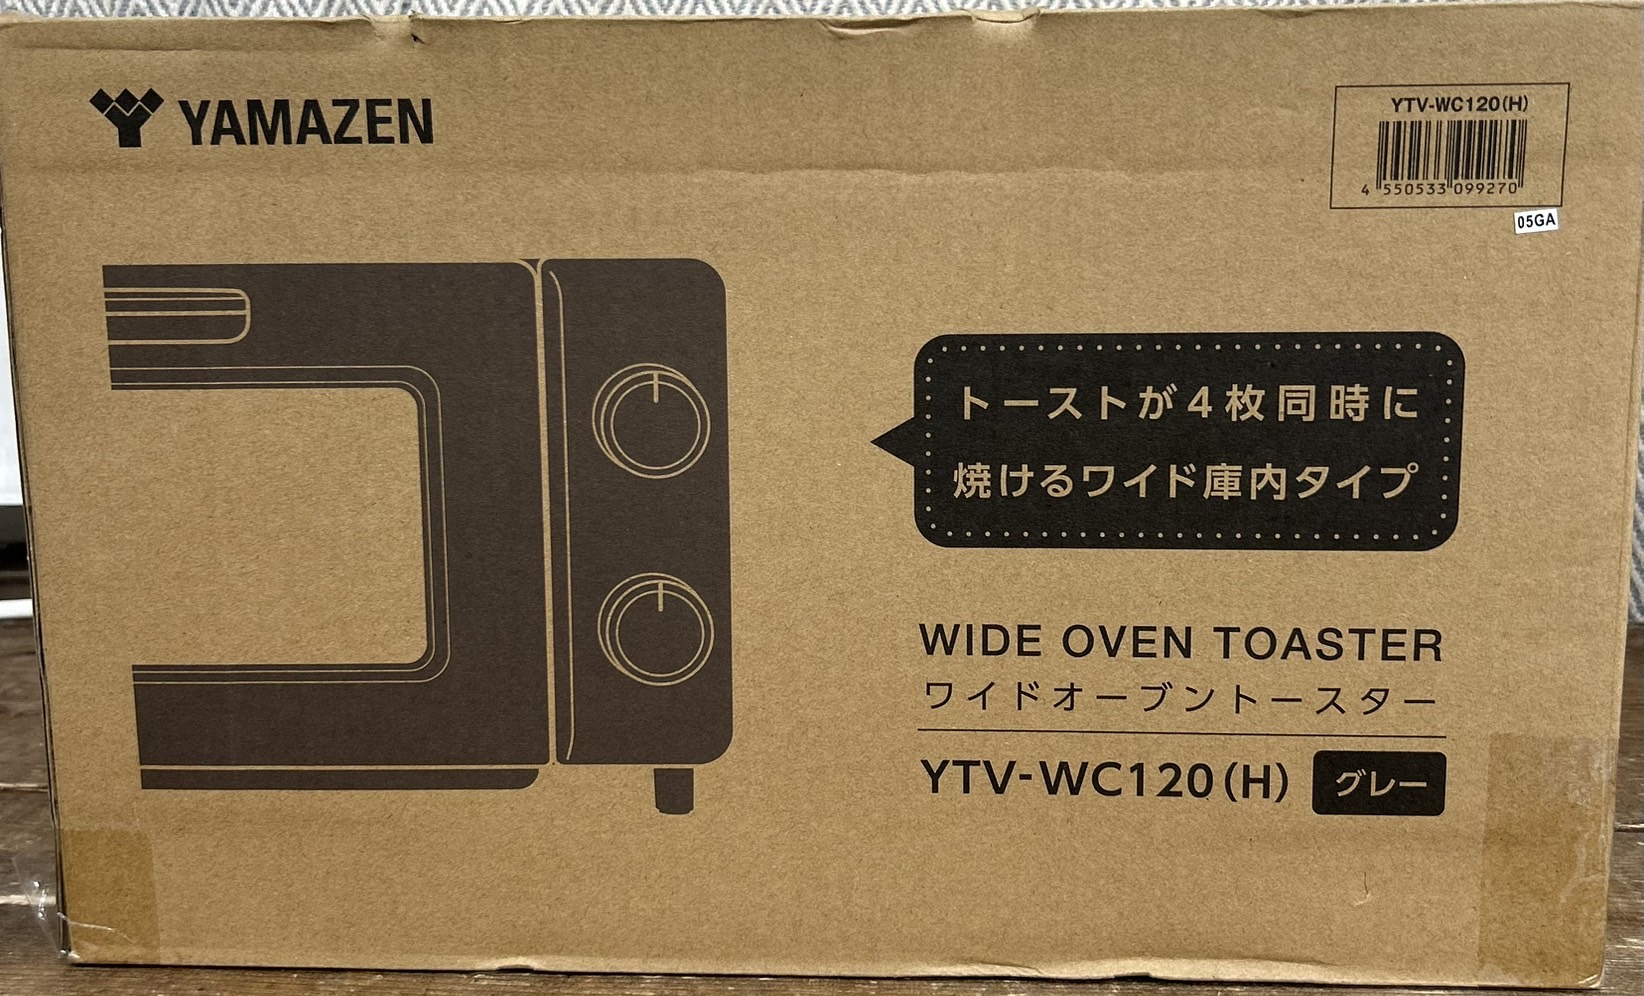 YAMAZEN
YTV-WC120(H)
4 550533 099270
05GA
トーストが4枚同時に
焼けるワイド庫内タイプ
WIDE OVEN TOASTER
ワイドオーブントースター
YTV-WC120(H) グレー